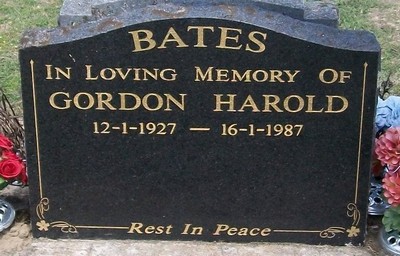 BATES
IN LOVING MEMORY OF
GORDON HAROLD
12-1-1927 — 16-1-1987
Rest In Peace